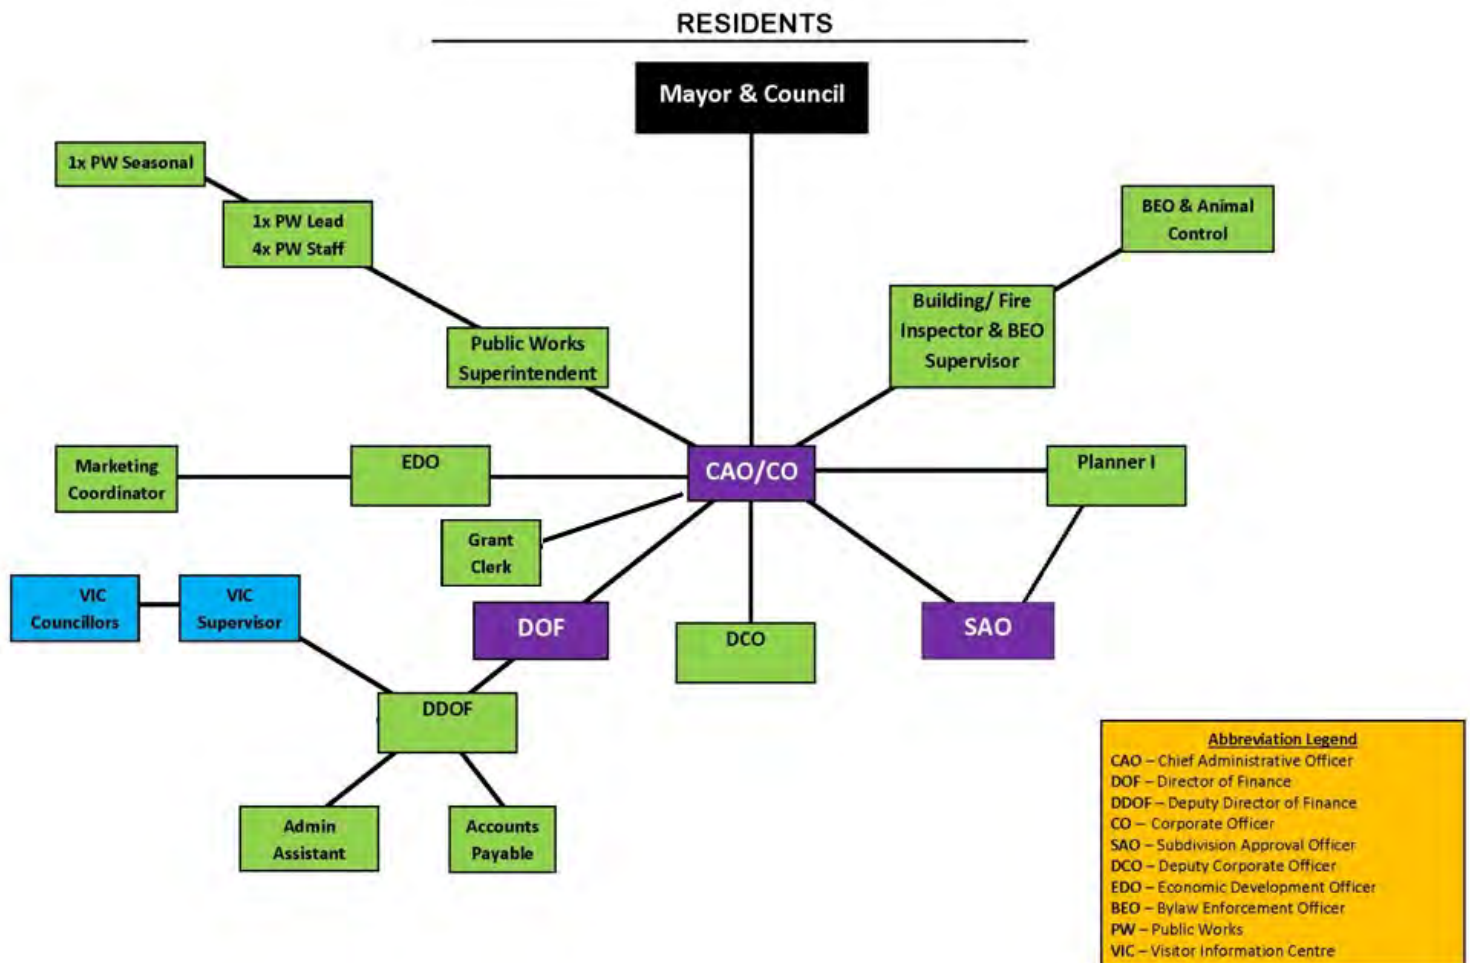 RESIDENTS
Mayor & Council
1x PW Seasonal
1x PW Lead
4x PW Staff
BEO & Animal
Control
Building/ Fire
Inspector & BEO
Supervisor
Public Works
Superintendent
Marketing
Coordinator
EDO
CAO/CO
Planner I
Grant
Clerk
VIC
Councillors
VIC
Supervisor
DOF
DCO
SAO
DDOF
Admin
Assistant
Accounts
Payable
Abbreviation Legend
CAO – Chief Administrative Officer
DOF – Director of Finance
DDOF – Deputy Director of Finance
CO – Corporate Officer
SAO – Subdivision Approval Officer
DCO – Deputy Corporate Officer
EDO – Economic Development Officer
BEO – Bylaw Enforcement Officer
PW – Public Works
VIC – Visitor Information Centre